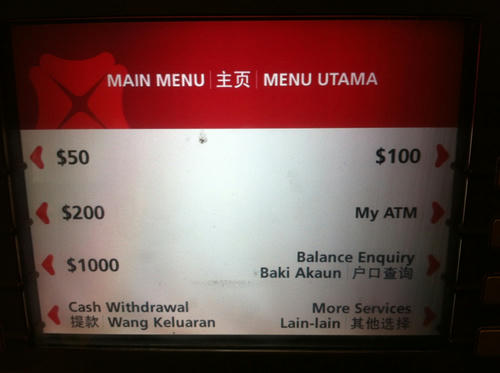 MAIN MENU | 主页 | MENU UTAMA
$50
$100
$200
My ATM
$1000
Balance Enquiry
Baki Akaun | 户口查询
Cash Withdrawal
提款 | Wang Keluaran
More Services
Lain-lain | 其他选择